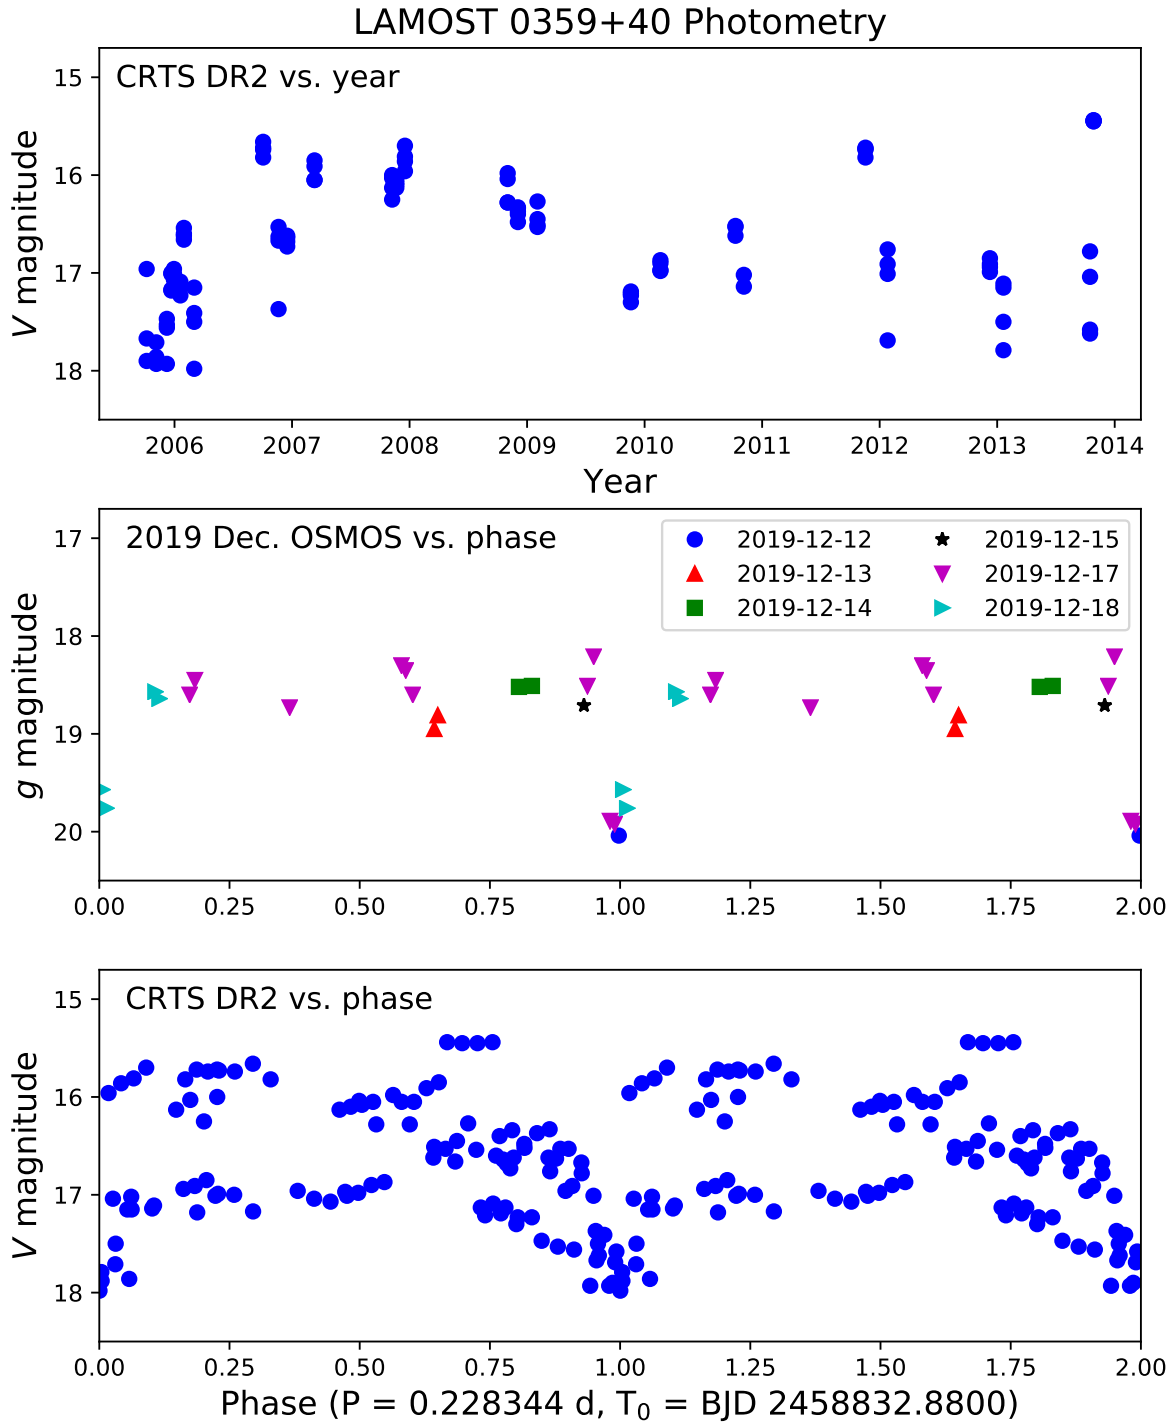 LAMOST 0359+40 Photometry
CRTS DR2 vs. year
15
16
17
18
V magnitude
2006 2007 2008 2009 2010 2011 2012 2013 2014
Year
2019 Dec. OSMOS vs. phase
2019-12-12 2019-12-15
2019-12-13 2019-12-17
2019-12-14 2019-12-18
17
18
19
20
g magnitude
0.00 0.25 0.50 0.75 1.00 1.25 1.50 1.75 2.00
CRTS DR2 vs. phase
15
16
17
18
V magnitude
0.00 0.25 0.50 0.75 1.00 1.25 1.50 1.75 2.00
Phase (P = 0.228344 d, T₀ = BJD 2458832.8800)